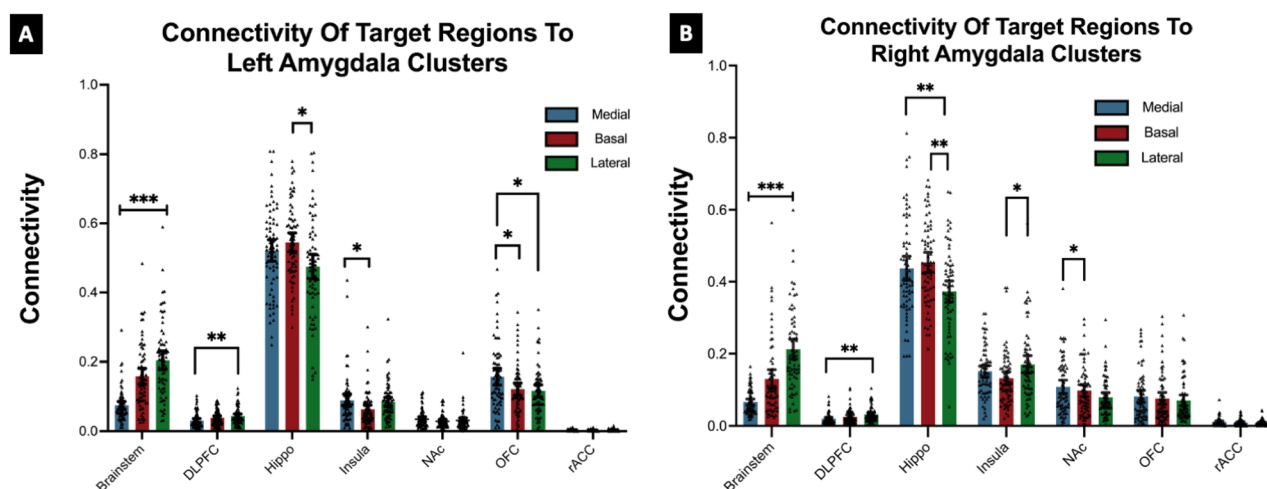 A
Connectivity Of Target Regions To
Left Amygdala Clusters
Connectivity
1.0
0.8
0.6
0.4
0.2
0.0
***
**
*
*
*
*
Medial
Basal
Lateral
Brainstem
DLPFC
Hippo
Insula
NAc
OFC
rACC
B
Connectivity Of Target Regions To
Right Amygdala Clusters
Connectivity
1.0
0.8
0.6
0.4
0.2
0.0
***
**
**
**
*
*
Medial
Basal
Lateral
Brainstem
DLPFC
Hippo
Insula
NAc
OFC
rACC